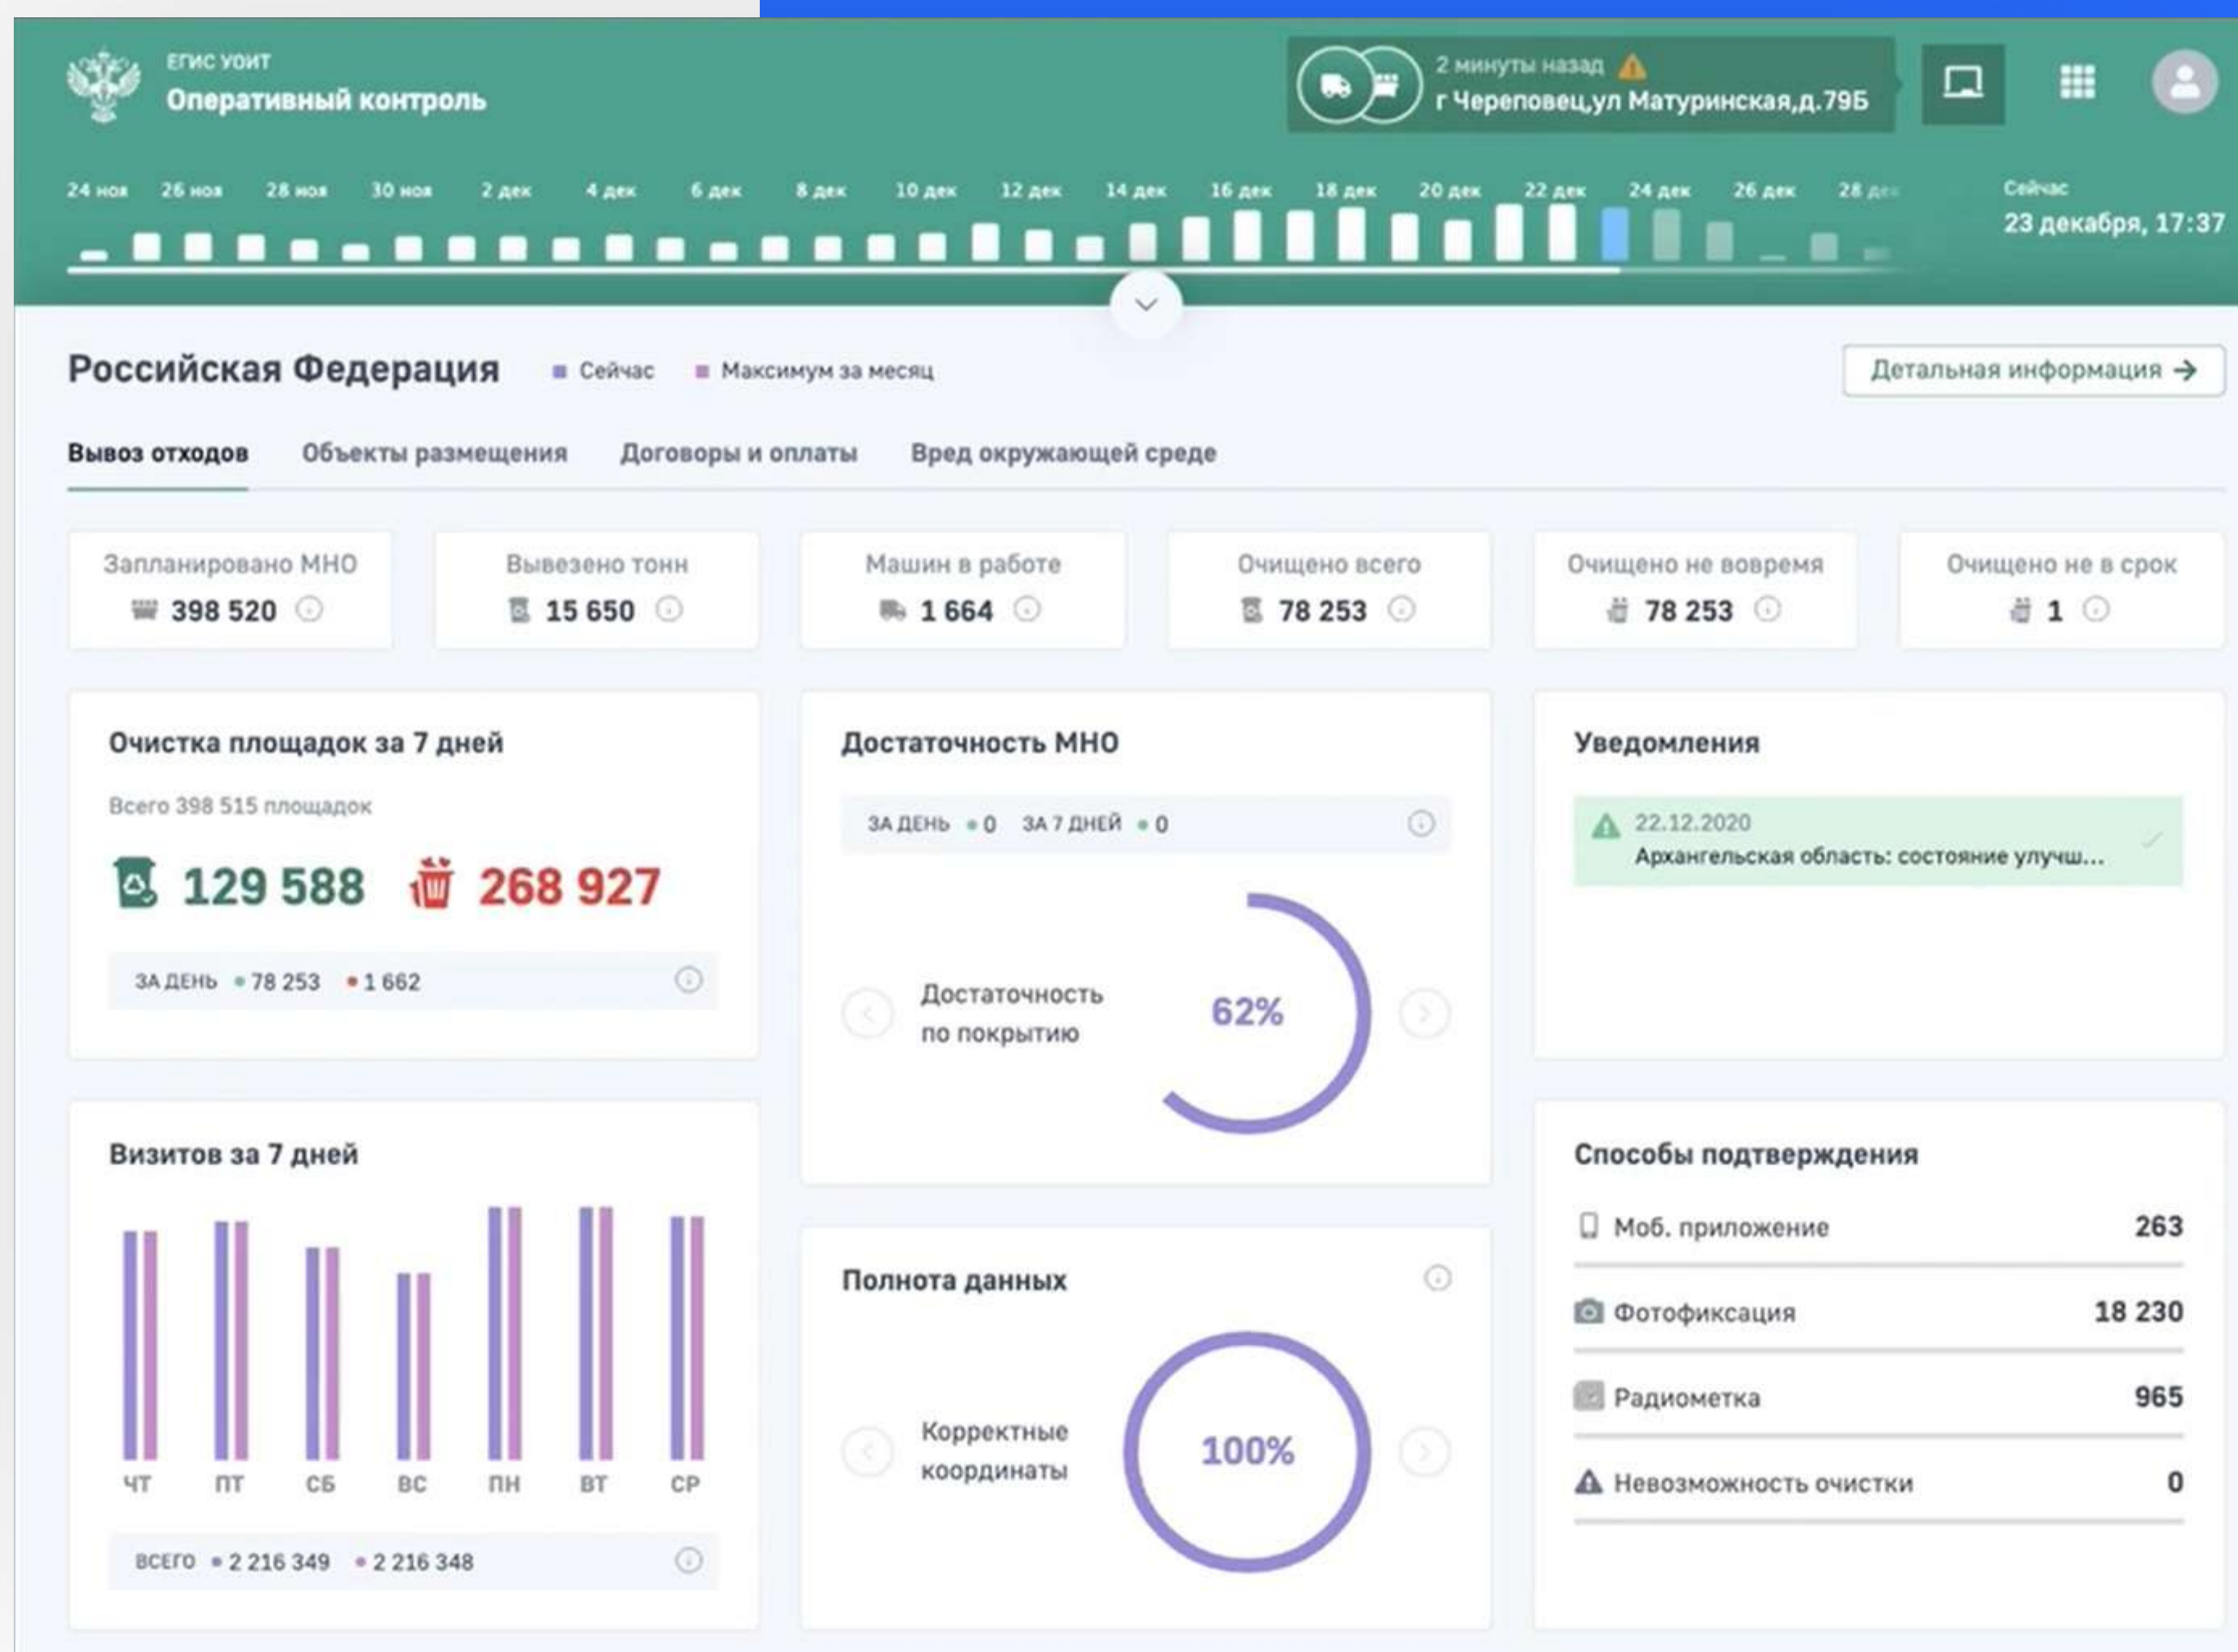 ЕГИС УОИТ
Оперативный контроль
2 минуты назад
г Череповец,ул Матуринская,д.79Б
24 ноя 26 ноя 28 ноя 30 ноя 2 дек 4 дек 6 дек 8 дек 10 дек 12 дек 14 дек 16 дек 18 дек 20 дек 22 дек 24 дек 26 дек 28 дек
Сейчас
23 декабря, 17:37
Российская Федерация
Сейчас Максимум за месяц
Детальная информация →
Вывоз отходов Объекты размещения Договоры и оплаты Вред окружающей среде
Запланировано МНО
398 520
Вывезено тонн
15 650
Машин в работе
1 664
Очищено всего
78 253
Очищено не вовремя
78 253
Очищено не в срок
1
Очистка площадок за 7 дней
Всего 398 515 площадок
129 588 268 927
ЗА ДЕНЬ 78 253 1 662
Достаточность МНО
ЗА ДЕНЬ 0 ЗА 7 ДНЕЙ 0
Достаточность
по покрытию
62%
Уведомления
22.12.2020
Архангельская область: состояние улучш...
Визитов за 7 дней
ЧТ ПТ СБ ВС ПН ВТ СР
ВСЕГО 2 216 349 2 216 348
Полнота данных
Корректные
координаты
100%
Способы подтверждения
Моб. приложение 263
Фотофиксация 18 230
Радиометка 965
Невозможность очистки 0